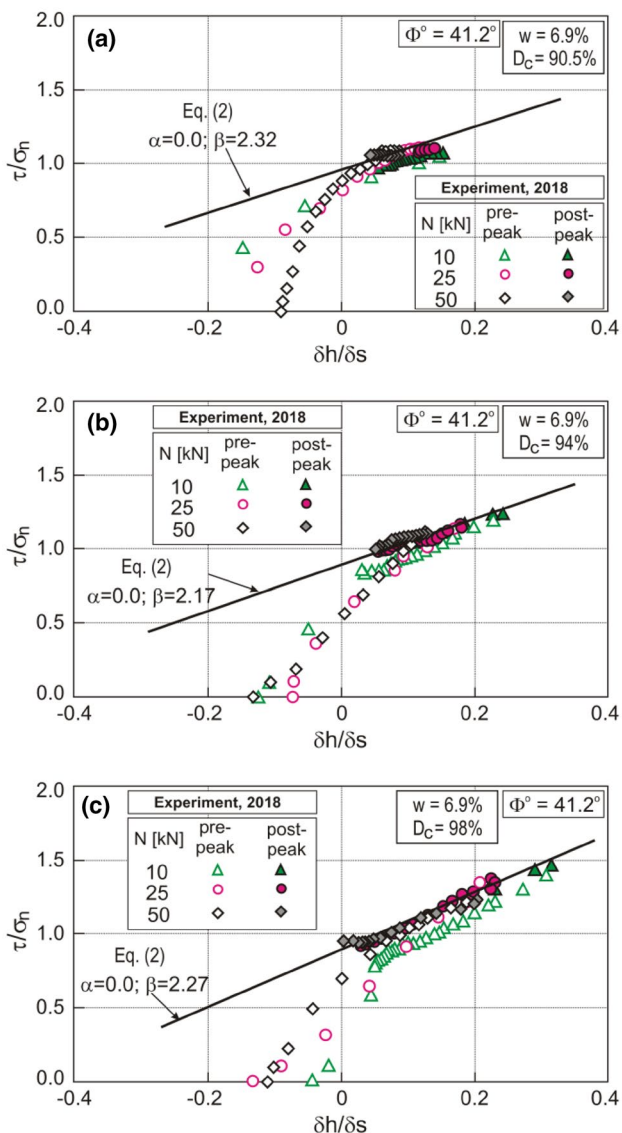 (a)
Φ° = 41.2°
w = 6.9%
D_C = 90.5%
Eq. (2)
α=0.0; β=2.32
Experiment, 2018
N [kN] pre-peak post-peak
10
25
50
2.0
1.5
1.0
0.5
0.0
τ/σn
-0.4 -0.2 0 0.2 0.4
δh/δs
(b)
Experiment, 2018
N [kN] pre-peak post-peak
10
25
50
Φ° = 41.2°
w = 6.9%
D_C = 94%
Eq. (2)
α=0.0; β=2.17
2.0
1.5
1.0
0.5
0.0
τ/σn
-0.4 -0.2 0 0.2 0.4
δh/δs
(c)
Experiment, 2018
N [kN] pre-peak post-peak
10
25
50
w = 6.9%
D_C = 98%
Φ° = 41.2°
Eq. (2)
α=0.0; β=2.27
2.0
1.5
1.0
0.5
0.0
τ/σn
-0.4 -0.2 0 0.2 0.4
δh/δs